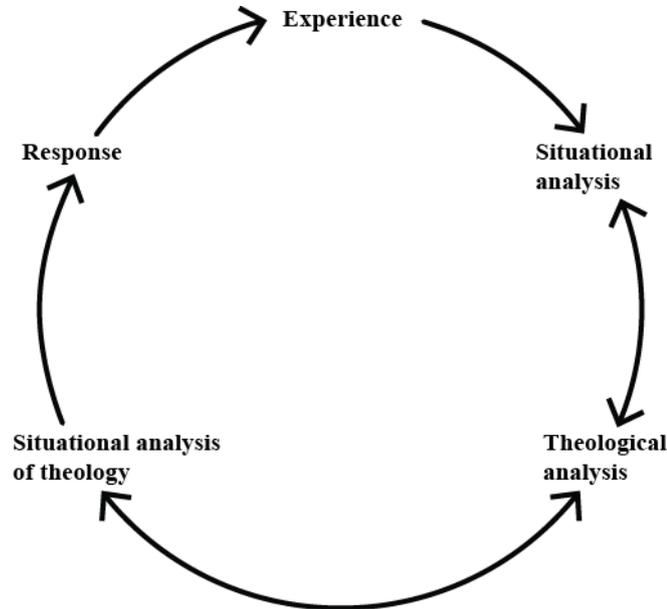 Experience
Situational
analysis
Theological
analysis
Situational analysis
of theology
Response